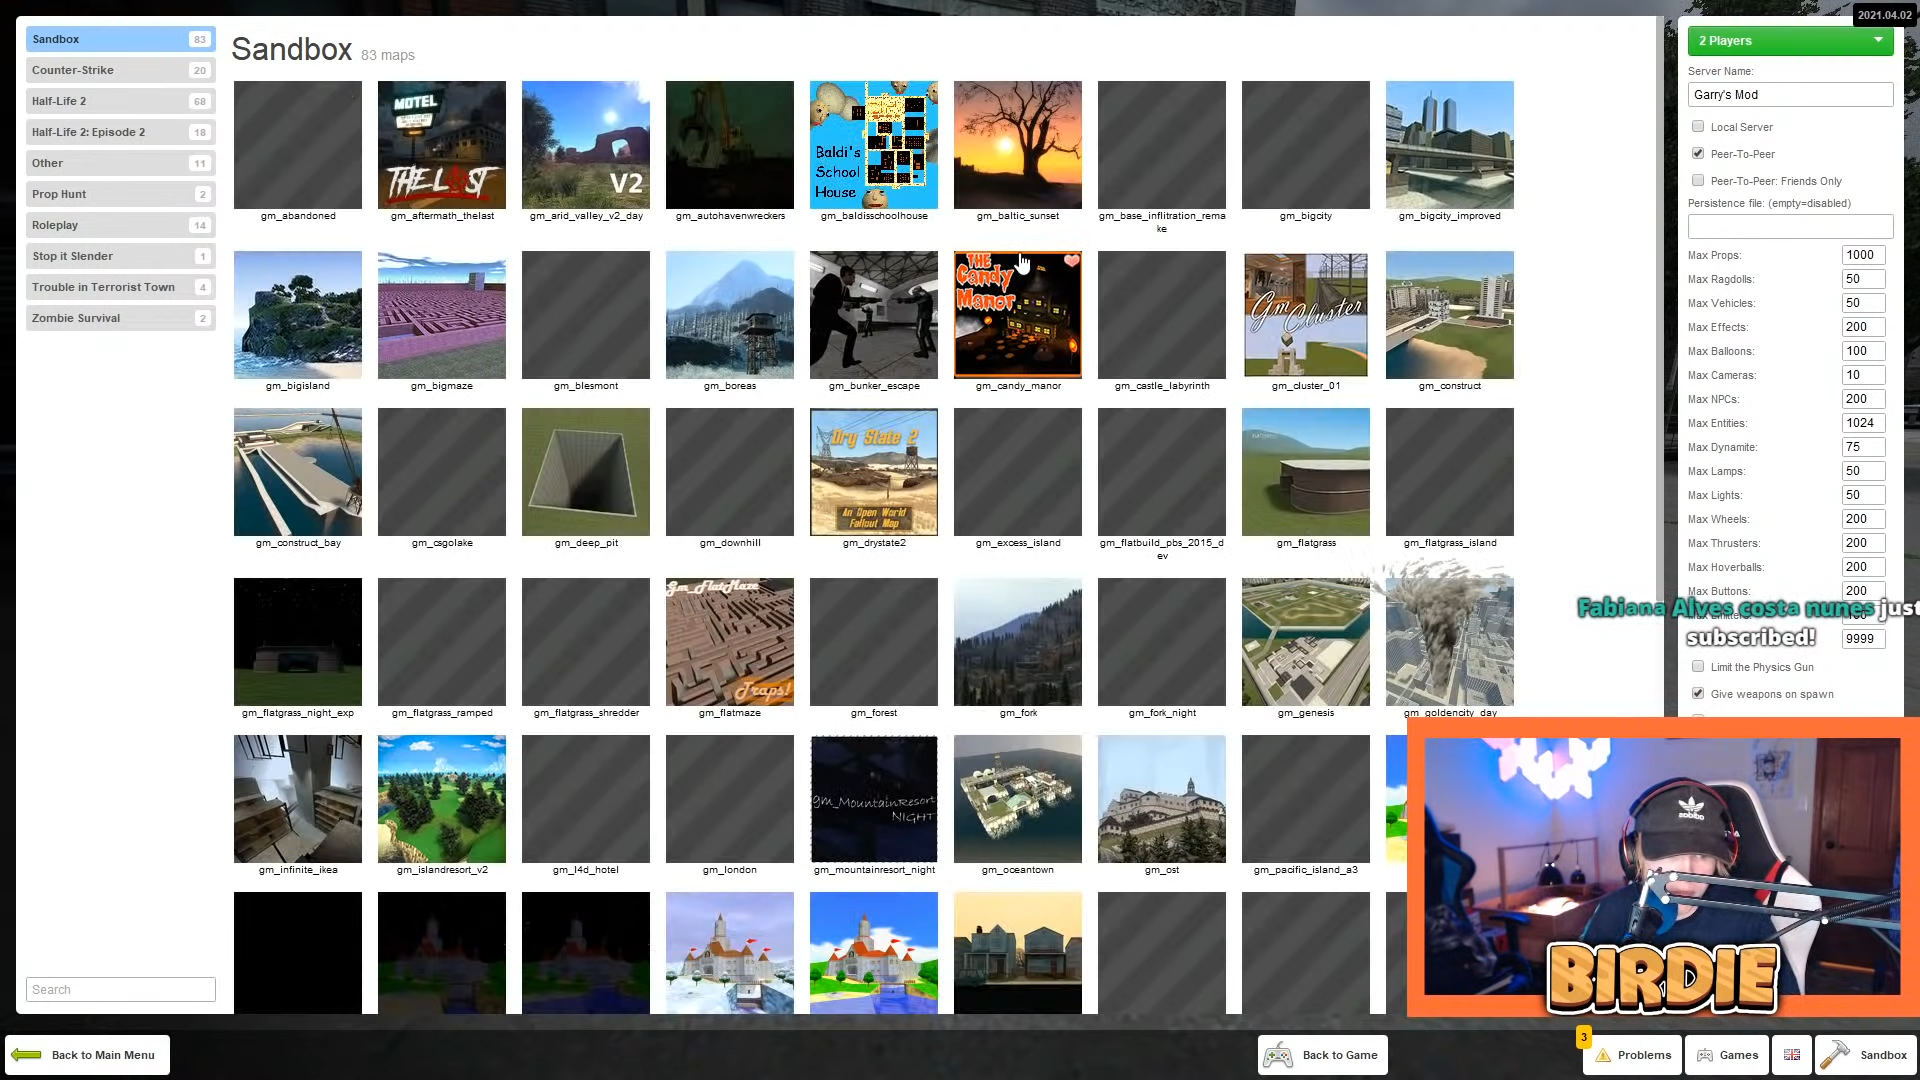 2021.04.02
Sandbox 83
Counter-Strike 20
Half-Life 2 68
Half-Life 2: Episode 2 18
Other 11
Prop Hunt 2
Roleplay 14
Stop it Slender 1
Trouble in Terrorist Town 4
Zombie Survival 2
Search
Sandbox 83 maps
MOTEL
THE LAST
V2
Baldi's
School
House
gm_abandoned
gm_aftermath_thelast
gm_arid_valley_v2_day
gm_autohavenwreckers
gm_baldisschoolhouse
gm_baltic_sunset
gm_base_inflitration_rema
ke
gm_bigcity
gm_bigcity_improved
THE
Candy
Manor
Gm Cluster
gm_bigisland
gm_bigmaze
gm_blesmont
gm_boreas
gm_bunker_escape
gm_candy_manor
gm_castle_labyrinth
gm_cluster_01
gm_construct
Dry State 2
An Open World
Fallout Map
gm_construct_bay
gm_csgolake
gm_deep_pit
gm_downhill
gm_drystate2
gm_excess_island
gm_flatbuild_pbs_2015_d
ev
gm_flatgrass
gm_flatgrass_island
Gm_FlatMaze
Traps!
gm_flatgrass_night_exp
gm_flatgrass_ramped
gm_flatgrass_shredder
gm_flatmaze
gm_forest
gm_fork
gm_fork_night
gm_genesis
gm_goldencity_day
gm_MountainResort
NIGHT
gm_infinite_ikea
gm_islandresort_v2
gm_l4d_hotel
gm_london
gm_mountainresort_night
gm_oceantown
gm_ost
gm_pacific_island_a3
2 Players
Server Name:
Garry's Mod
Local Server
Peer-To-Peer
Peer-To-Peer: Friends Only
Persistence file: (empty=disabled)
Max Props: 1000
Max Ragdolls: 50
Max Vehicles: 50
Max Effects: 200
Max Balloons: 100
Max Cameras: 10
Max NPCs: 200
Max Entities: 1024
Max Dynamite: 75
Max Lamps: 50
Max Lights: 50
Max Wheels: 200
Max Thrusters: 200
Max Hoverballs: 200
Max Buttons: 200
Fabiana Alves costa nunes just
subscribed!
9999
Limit the Physics Gun
Give weapons on spawn
BIRDIE
Back to Main Menu
Back to Game
3
Problems
Games
Sandbox